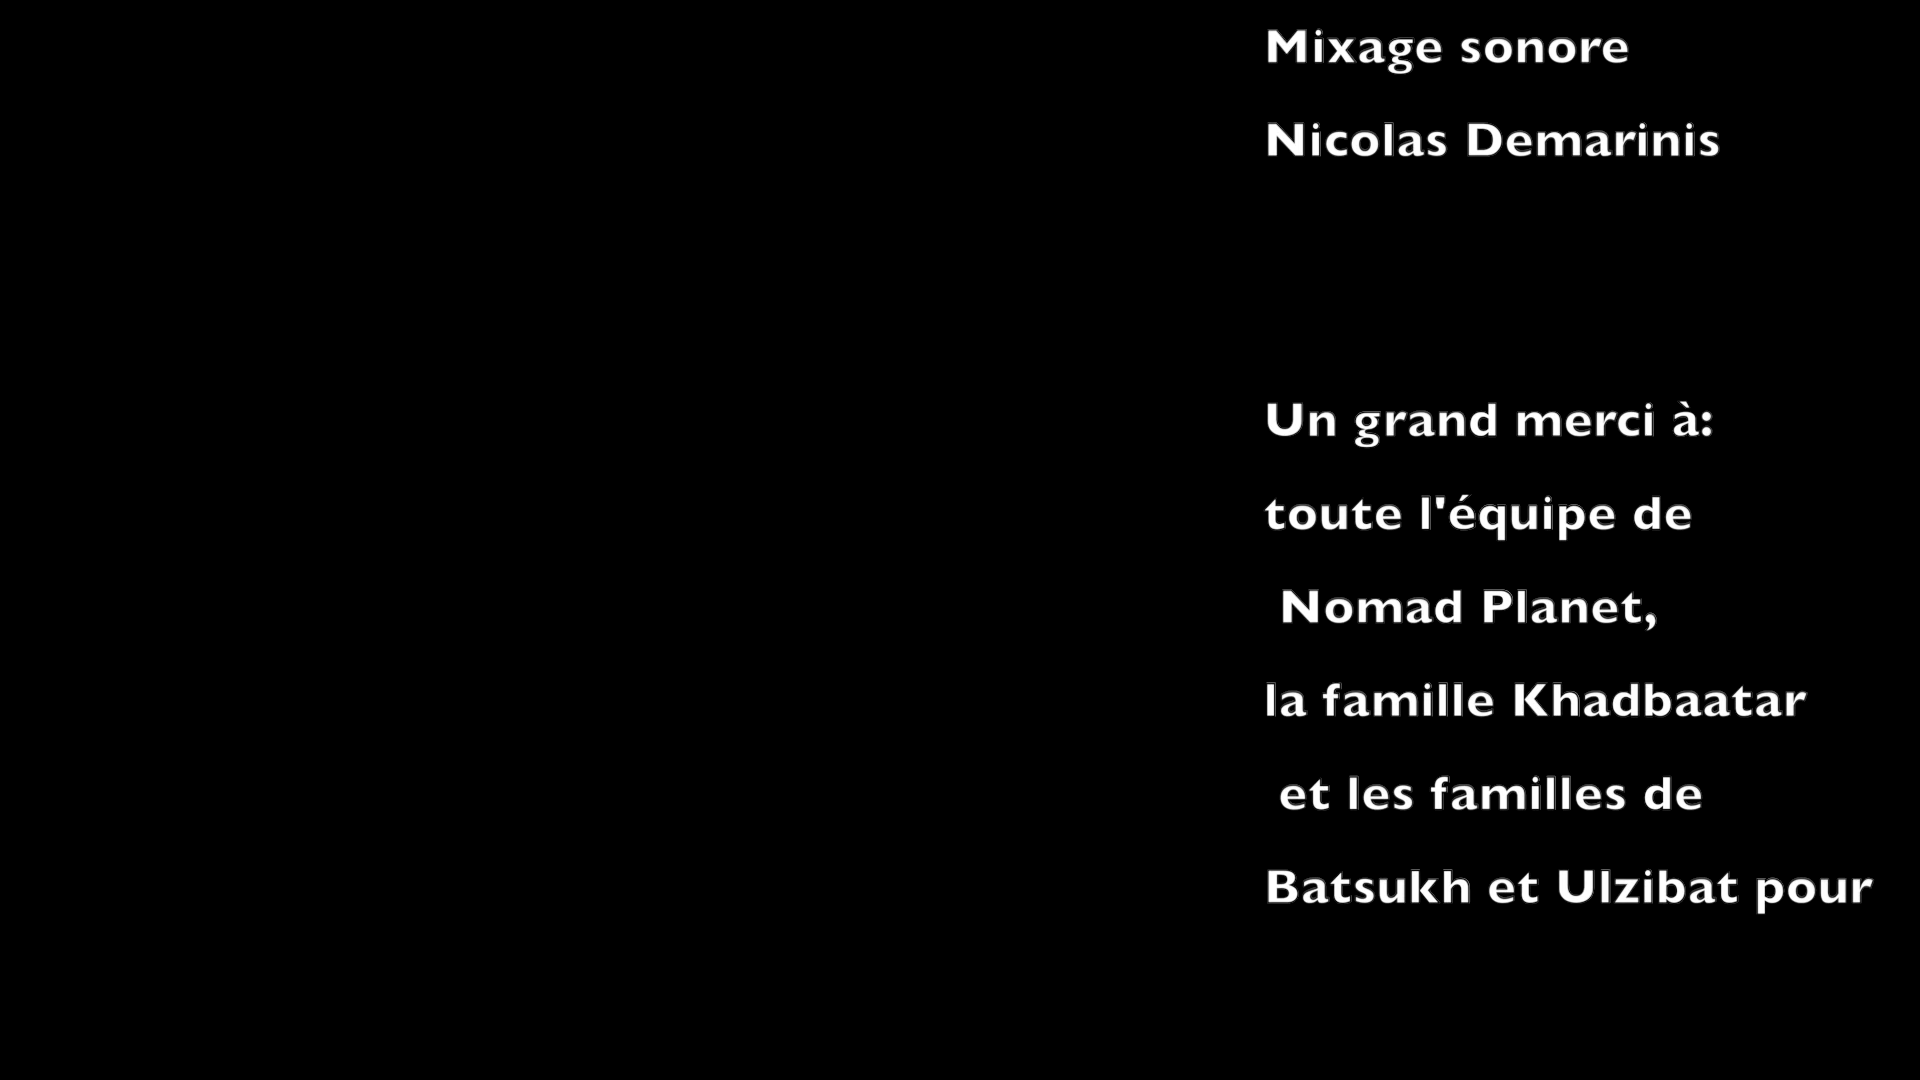 Mixage sonore
Nicolas Demarinis
Un grand merci à:
toute l'équipe de
Nomad Planet,
la famille Khadbaatar
et les familles de
Batsukh et Ulzibat pour